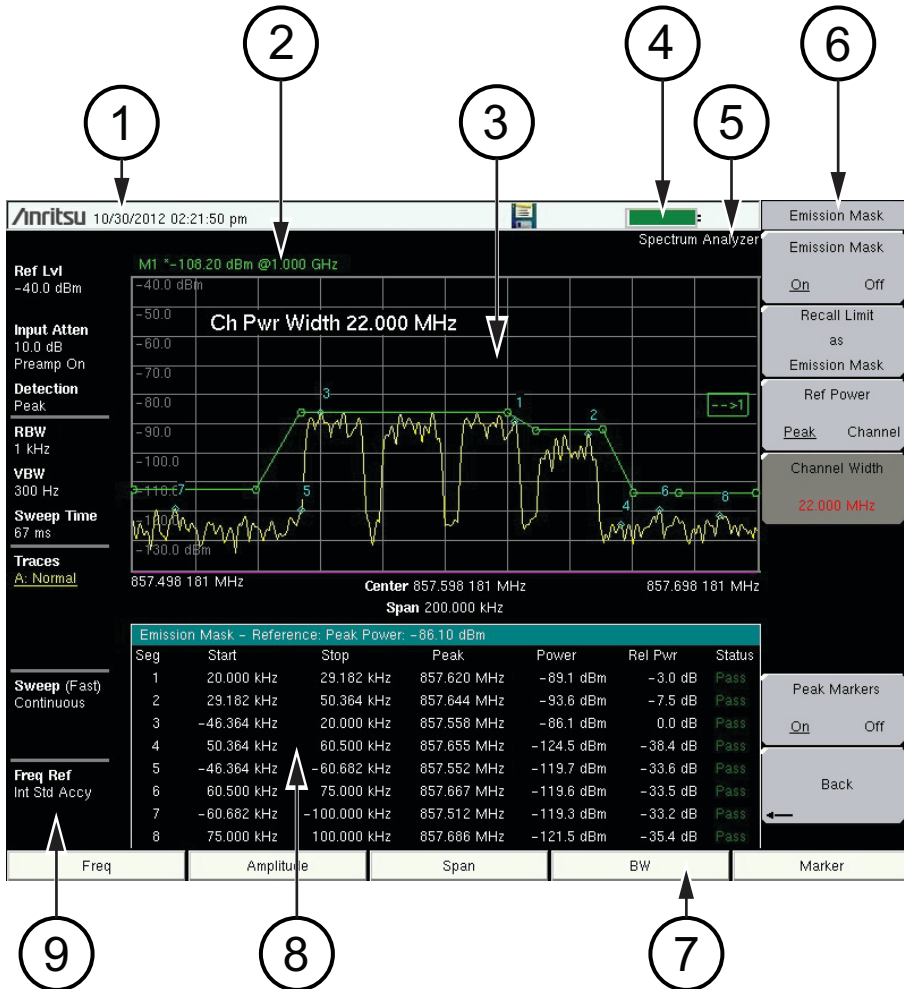 2
4
6
1
3
5
/inritsu 10/30/2012 02:21:50 pm
Emission Mask
Spectrum Analyzer
Emission Mask
On Off
Recall Limit
as
Emission Mask
Ref Power
Peak Channel
Channel Width
22.000 MHz
Peak Markers
On Off
Back
Ref Lvl
-40.0 dBm
Input Atten
10.0 dB
Preamp On
Detection
Peak
RBW
1 kHz
VBW
300 Hz
Sweep Time
67 ms
Traces
A: Normal
Sweep (Fast)
Continuous
Freq Ref
Int Std Accy
M1 *-108.20 dBm @1.000 GHz
-40.0 dBm
-50.0
Ch Pwr Width 22.000 MHz
-60.0
-70.0
-80.0
3
1
2
-->1
-90.0
-100.0
-110.0
7
5
6
8
4
-120.0
-130.0 dBm
857.498 181 MHz
Center 857.598 181 MHz
857.698 181 MHz
Span 200.000 kHz
Emission Mask - Reference: Peak Power: -86.10 dBm
Seg Start Stop Peak Power Rel Pwr Status
1 20.000 kHz 29.182 kHz 857.620 MHz -89.1 dBm -3.0 dB Pass
2 29.182 kHz 50.364 kHz 857.644 MHz -93.6 dBm -7.5 dB Pass
3 -46.364 kHz 20.000 kHz 857.558 MHz -86.1 dBm 0.0 dB Pass
4 50.364 kHz 60.500 kHz 857.655 MHz -124.5 dBm -38.4 dB Pass
5 -46.364 kHz -60.682 kHz 857.552 MHz -119.7 dBm -33.6 dB Pass
6 60.500 kHz 75.000 kHz 857.667 MHz -119.6 dBm -33.5 dB Pass
7 -60.682 kHz -100.000 kHz 857.512 MHz -119.3 dBm -33.2 dB Pass
8 75.000 kHz 100.000 kHz 857.686 MHz -121.5 dBm -35.4 dB Pass
Freq Amplitude Span BW Marker
9
8
7